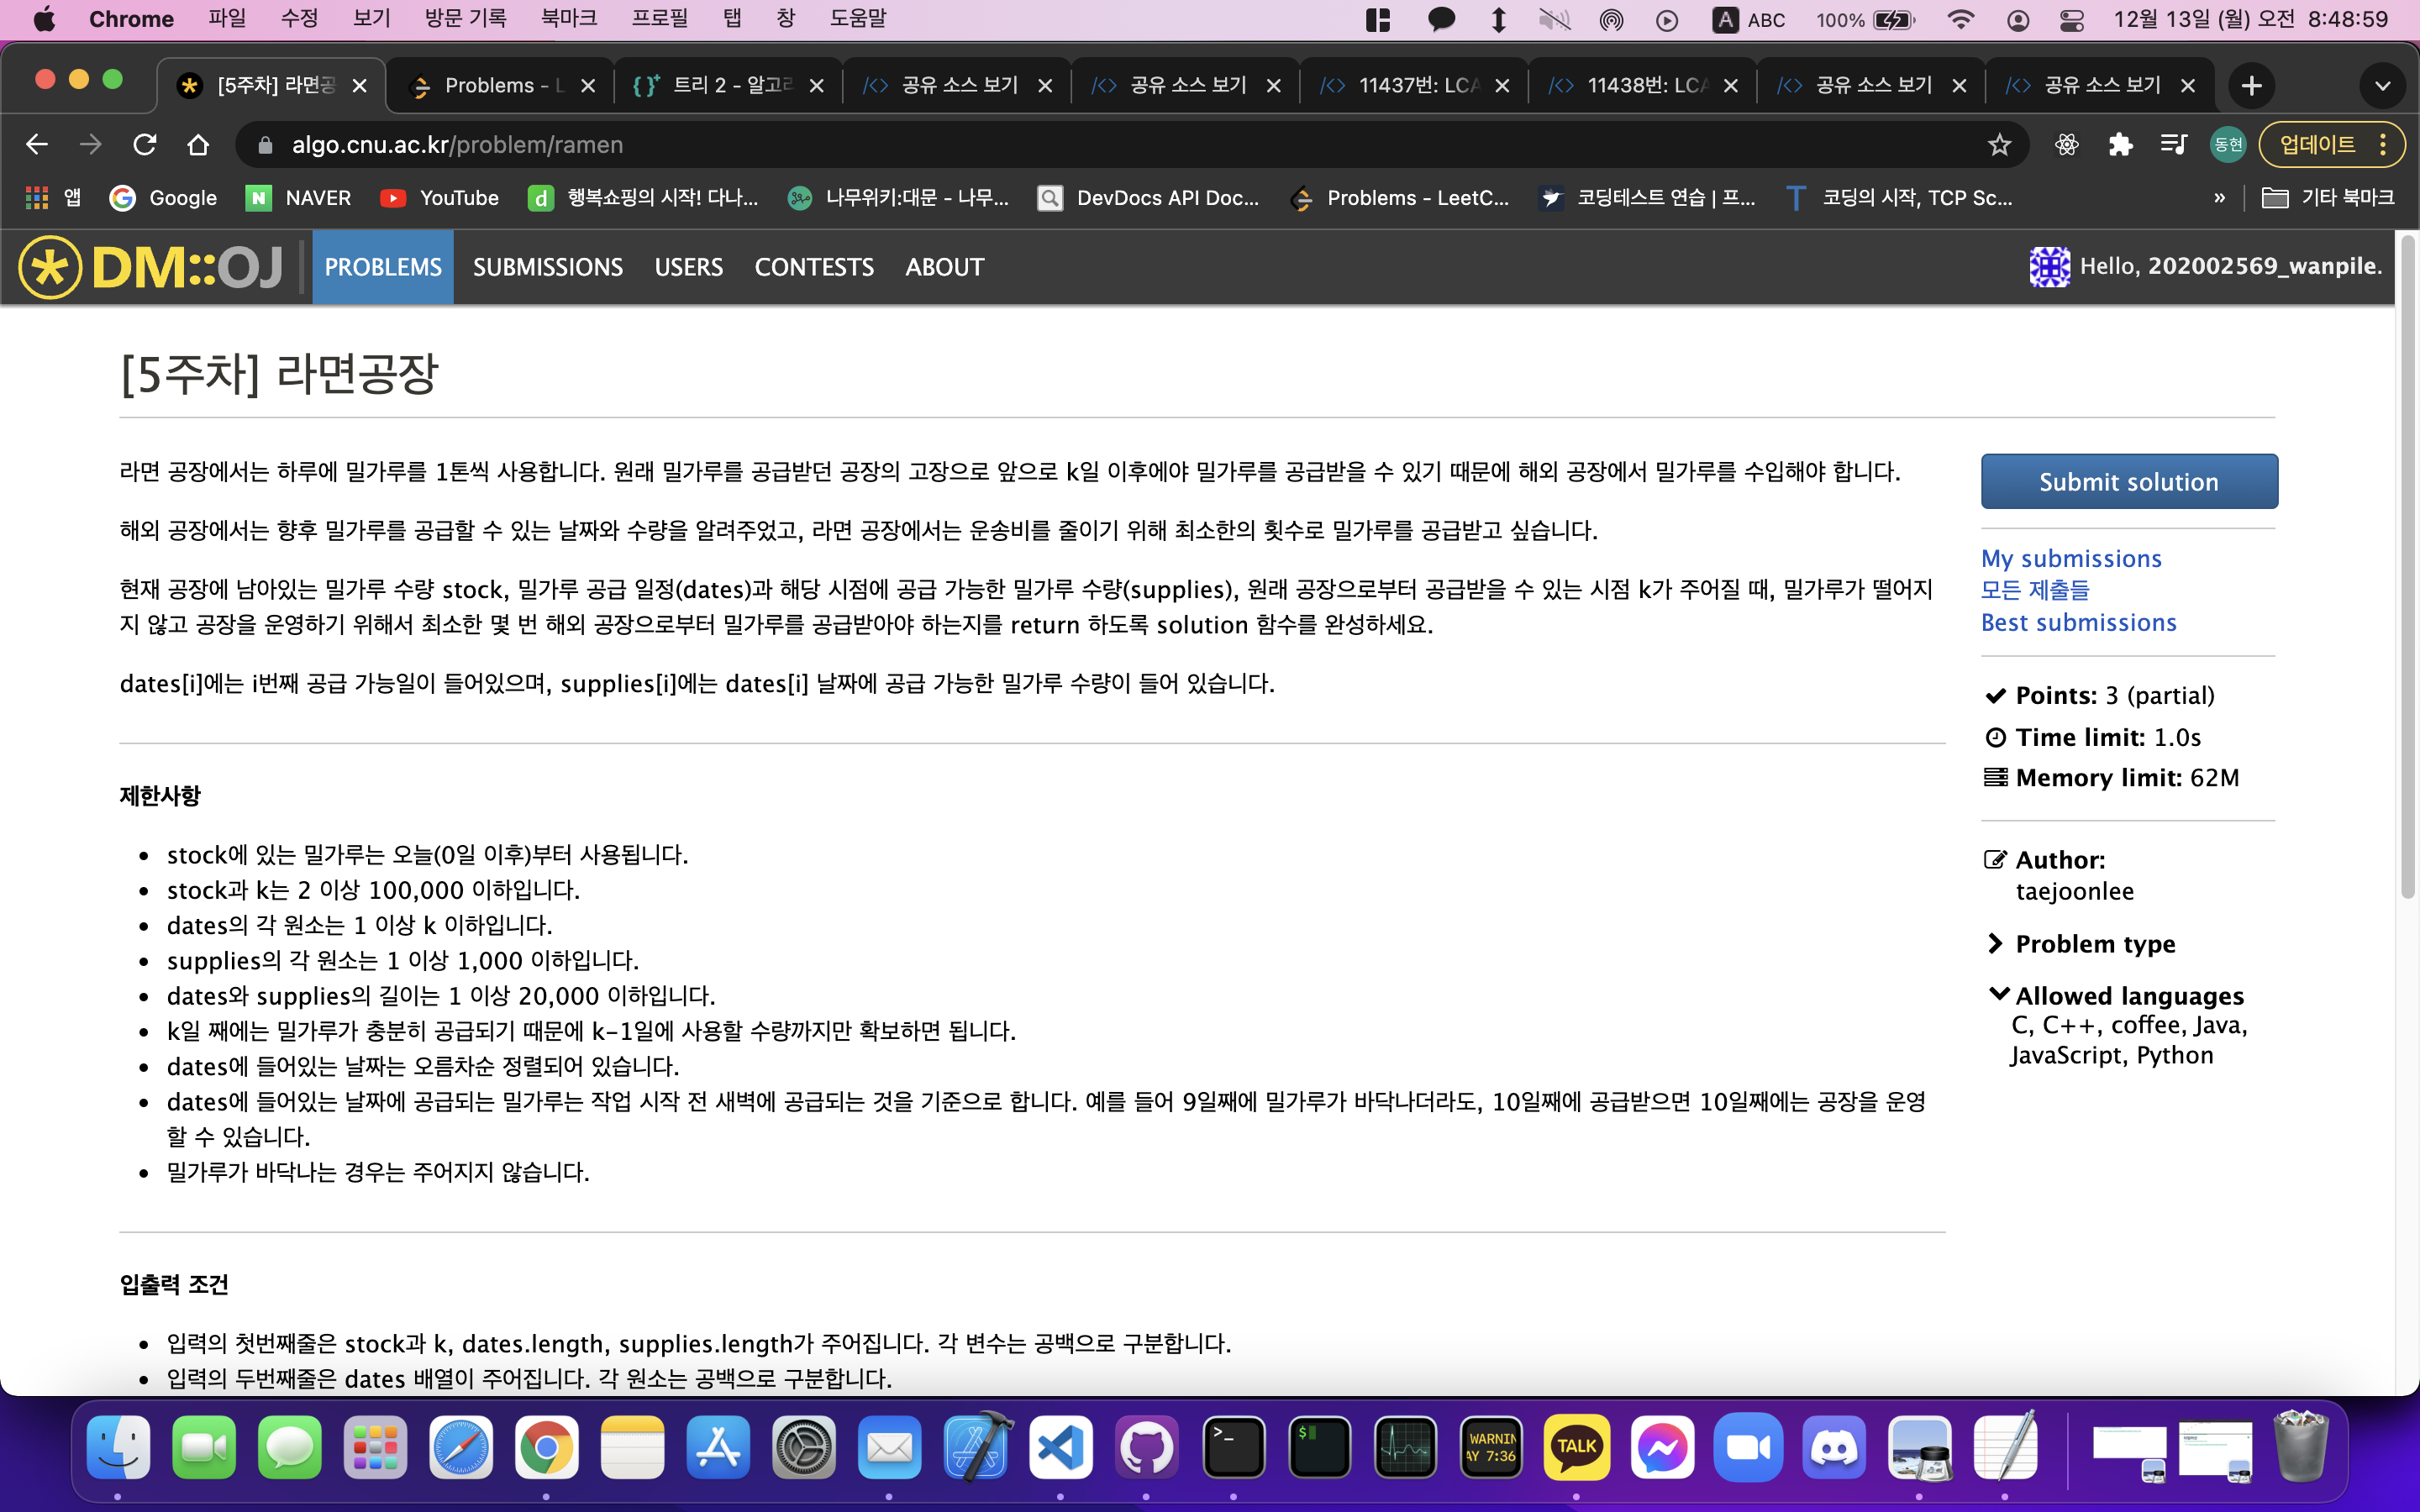 Chrome 파일 수정 보기 방문 기록 북마크 프로필 탭 창 도움말 A ABC 100% 12월 13일 (월) 오전 8:48:59
[5주차] 라면공 Problems - L 트리 2 - 알고리 공유 소스 보기 공유 소스 보기 11437번: LCA 11438번: LCA 공유 소스 보기 공유 소스 보기
algo.cnu.ac.kr/problem/ramen 동현 업데이트
앱 Google NAVER YouTube 행복쇼핑의 시작! 다나... 나무위키:대문 - 나무... DevDocs API Doc... Problems - LeetC... 코딩테스트 연습 | 프... 코딩의 시작, TCP Sc... » 기타 북마크
DM::OJ PROBLEMS SUBMISSIONS USERS CONTESTS ABOUT Hello, 202002569_wanpile.
[5주차] 라면공장
라면 공장에서는 하루에 밀가루를 1톤씩 사용합니다. 원래 밀가루를 공급받던 공장의 고장으로 앞으로 k일 이후에야 밀가루를 공급받을 수 있기 때문에 해외 공장에서 밀가루를 수입해야 합니다.
해외 공장에서는 향후 밀가루를 공급할 수 있는 날짜와 수량을 알려주었고, 라면 공장에서는 운송비를 줄이기 위해 최소한의 횟수로 밀가루를 공급받고 싶습니다.
현재 공장에 남아있는 밀가루 수량 stock, 밀가루 공급 일정(dates)과 해당 시점에 공급 가능한 밀가루 수량(supplies), 원래 공장으로부터 공급받을 수 있는 시점 k가 주어질 때, 밀가루가 떨어지
지 않고 공장을 운영하기 위해서 최소한 몇 번 해외 공장으로부터 밀가루를 공급받아야 하는지를 return 하도록 solution 함수를 완성하세요.
dates[i]에는 i번째 공급 가능일이 들어있으며, supplies[i]에는 dates[i] 날짜에 공급 가능한 밀가루 수량이 들어 있습니다.
제한사항
• stock에 있는 밀가루는 오늘(0일 이후)부터 사용됩니다.
• stock과 k는 2 이상 100,000 이하입니다.
• dates의 각 원소는 1 이상 k 이하입니다.
• supplies의 각 원소는 1 이상 1,000 이하입니다.
• dates와 supplies의 길이는 1 이상 20,000 이하입니다.
• k일 째에는 밀가루가 충분히 공급되기 때문에 k-1일에 사용할 수량까지만 확보하면 됩니다.
• dates에 들어있는 날짜는 오름차순 정렬되어 있습니다.
• dates에 들어있는 날짜에 공급되는 밀가루는 작업 시작 전 새벽에 공급되는 것을 기준으로 합니다. 예를 들어 9일째에 밀가루가 바닥나더라도, 10일째에 공급받으면 10일째에는 공장을 운영
할 수 있습니다.
• 밀가루가 바닥나는 경우는 주어지지 않습니다.
입출력 조건
• 입력의 첫번째줄은 stock과 k, dates.length, supplies.length가 주어집니다. 각 변수는 공백으로 구분합니다.
• 입력의 두번째줄은 dates 배열이 주어집니다. 각 원소는 공백으로 구분합니다.
Submit solution
My submissions
모든 제출들
Best submissions
Points: 3 (partial)
Time limit: 1.0s
Memory limit: 62M
Author:
taejoonlee
Problem type
Allowed languages
C, C++, coffee, Java,
JavaScript, Python
WARNIN
AY 7:36
TALK